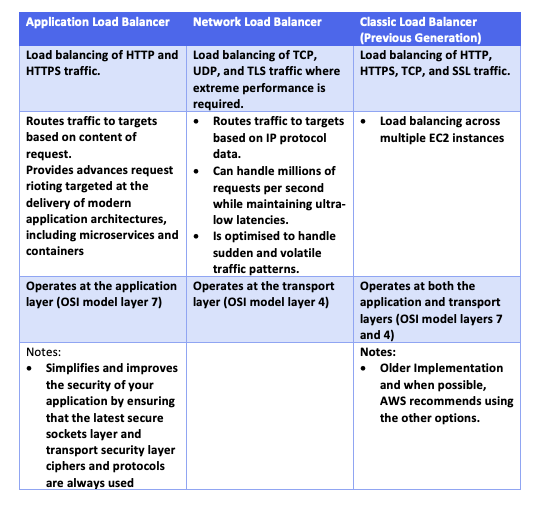 Application Load Balancer
Network Load Balancer
Classic Load Balancer
(Previous Generation)
Load balancing of HTTP and
HTTPS traffic.
Load balancing of TCP,
UDP, and TLS traffic where
extreme performance is
required.
Load balancing of HTTP,
HTTPS, TCP, and SSL traffic.
Routes traffic to targets
based on content of
request.
Provides advances request
rioting targeted at the
delivery of modern
application architectures,
including microservices and
containers
• Routes traffic to targets
based on IP protocol
data.
• Can handle millions of
requests per second
while maintaining ultra-
low latencies.
• Is optimised to handle
sudden and volatile
traffic patterns.
• Load balancing across
multiple EC2 instances
Operates at the application
layer (OSI model layer 7)
Operates at the transport
layer (OSI model layer 4)
Operates at both the
application and transport
layers (OSI model layers 7
and 4)
Notes:
• Simplifies and improves
the security of your
application by ensuring
that the latest secure
sockets layer and
transport security layer
ciphers and protocols
are always used
Notes:
• Older Implementation
and when possible,
AWS recommends using
the other options.